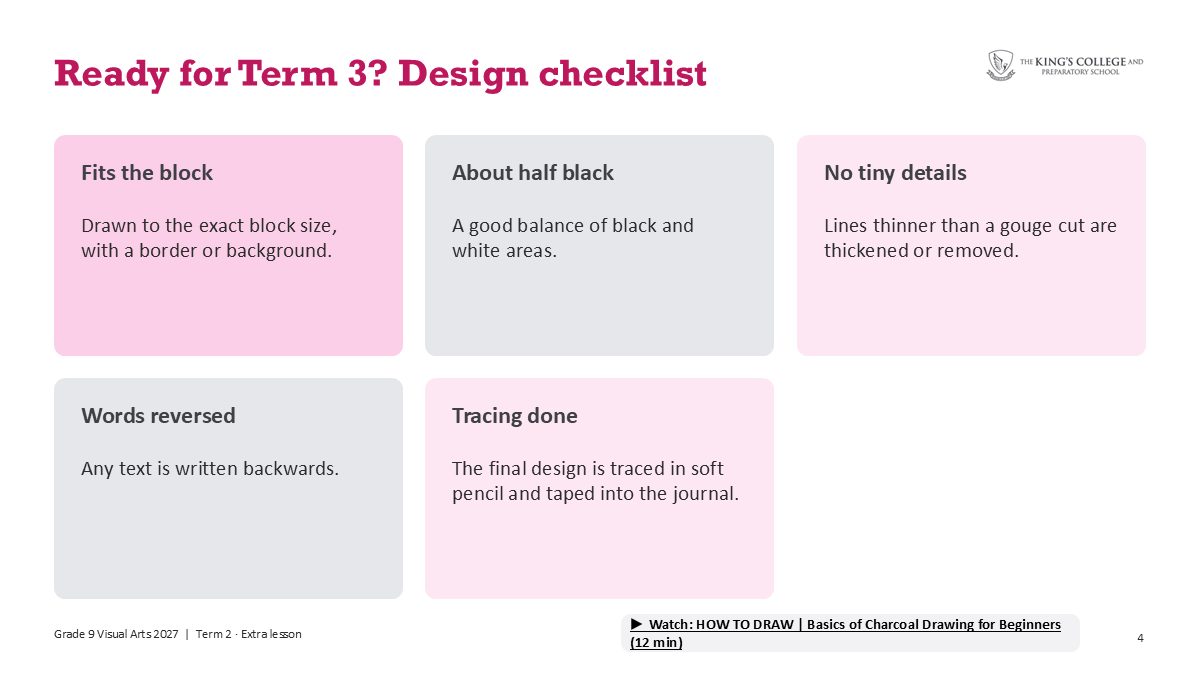 Ready for Term 3? Design checklist
THE KING'S COLLEGE AND
PREPARATORY SCHOOL
Fits the block
Drawn to the exact block size,
with a border or background.
About half black
A good balance of black and
white areas.
No tiny details
Lines thinner than a gouge cut are
thickened or removed.
Words reversed
Any text is written backwards.
Tracing done
The final design is traced in soft
pencil and taped into the journal.
Grade 9 Visual Arts 2027 | Term 2 · Extra lesson
▶ Watch: HOW TO DRAW | Basics of Charcoal Drawing for Beginners
(12 min)
4